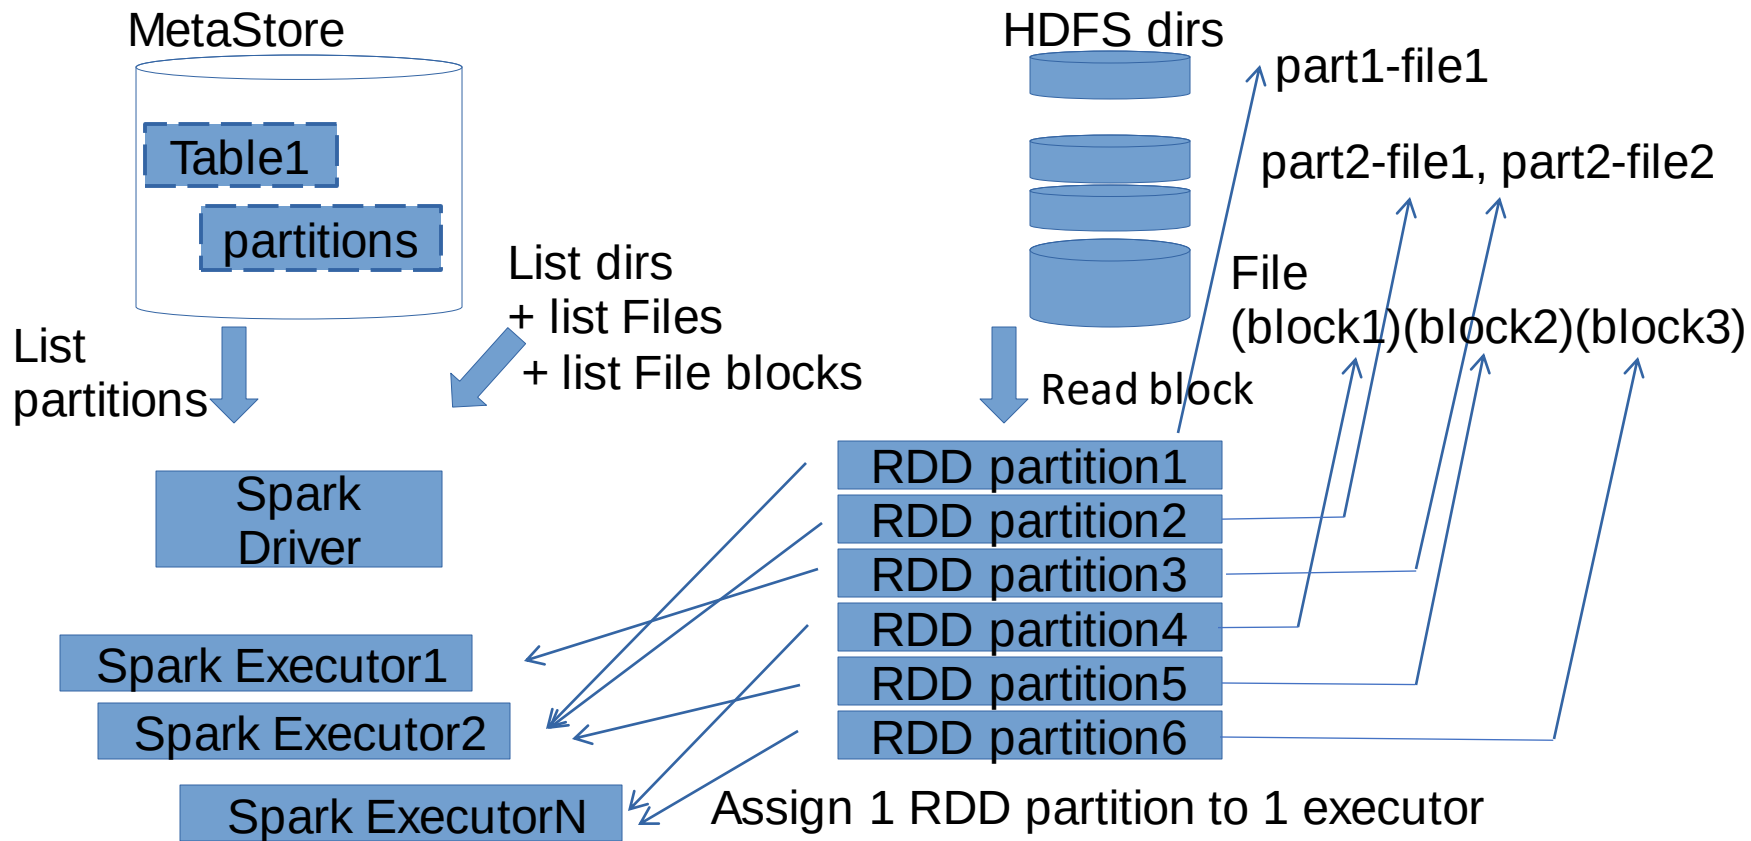 MetaStore
HDFS dirs
part1-file1
Table1
part2-file1, part2-file2
partitions
List dirs
+ list Files
+ list File blocks
File
(block1)(block2)(block3)
List
partitions
Read block
RDD partition1
RDD partition2
RDD partition3
RDD partition4
RDD partition5
RDD partition6
Spark
Driver
Spark Executor1
Spark Executor2
Spark ExecutorN
Assign 1 RDD partition to 1 executor